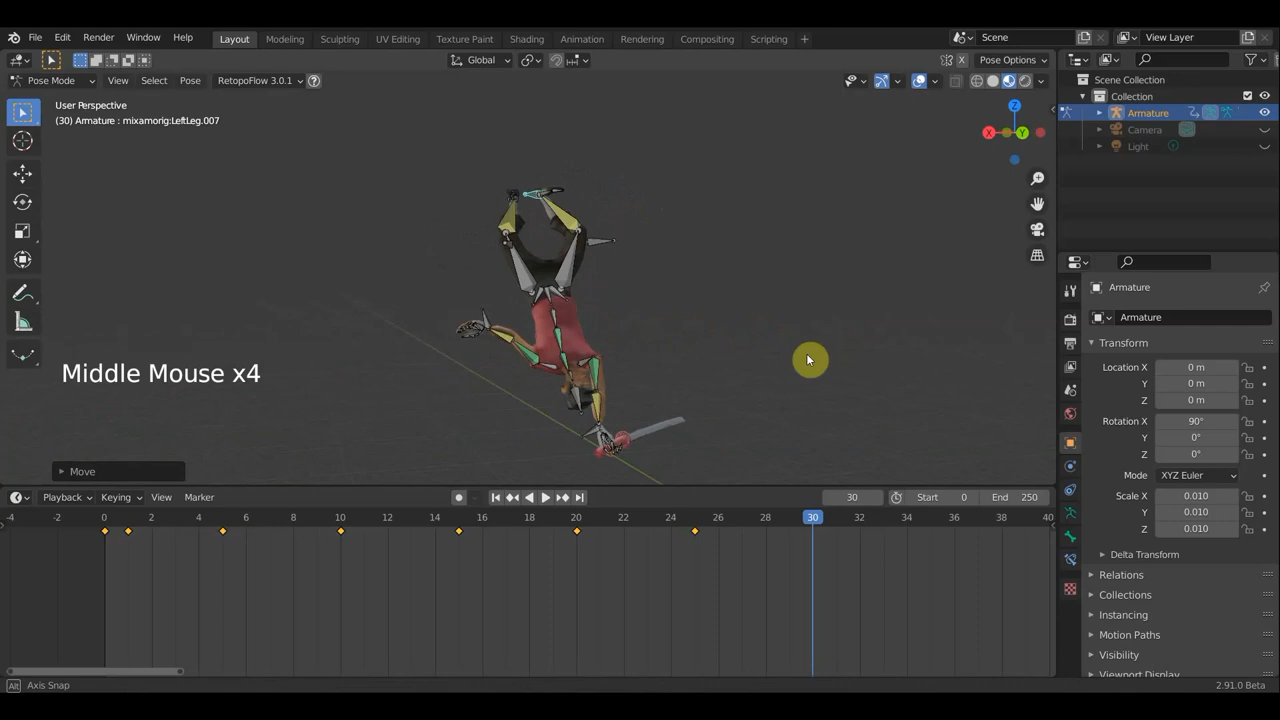 File Edit Render Window Help Layout Modeling Sculpting UV Editing Texture Paint Shading Animation Rendering Compositing Scripting + Scene View Layer
Global X Pose Options
Pose Mode View Select Pose RetopoFlow 3.0.1 ?
User Perspective
(30) Armature : mixamorig:LeftLeg.007
Scene Collection
Collection
Armature
Camera
Light
Z
X Y
Middle Mouse x4
Move
Armature
Armature
Transform
Location X 0 m
Y 0 m
Z 0 m
Rotation X 90°
Y 0°
Z 0°
Mode XYZ Euler
Scale X 0.010
Y 0.010
Z 0.010
Delta Transform
Relations
Collections
Instancing
Motion Paths
Visibility
Viewport Display
Playback Keying View Marker 30 Start 0 End 250
-4 -2 0 2 4 6 8 10 12 14 16 18 20 22 24 26 28 30 32 34 36 38 40
Alt Axis Snap 2.91.0 Beta